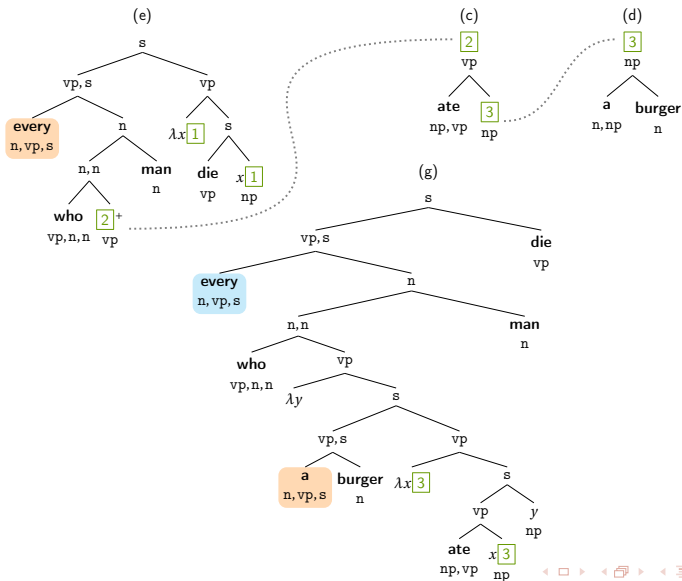 (e) (c) (d)
s 2 3
vp np
vp, s vp
ate 3 a burger
np, vp np n, np n
every n λx 1 s
n, vp, s
n, n man die x 1
n vp np
(g)
s
who 2 +
vp, n, n vp
vp, s die
vp
every n
n, vp, s
n, n man
n
who vp
vp, n, n
λy s
vp, s vp
a burger λx 3 s
n, vp, s n
vp y
np
ate x 3
np, vp np